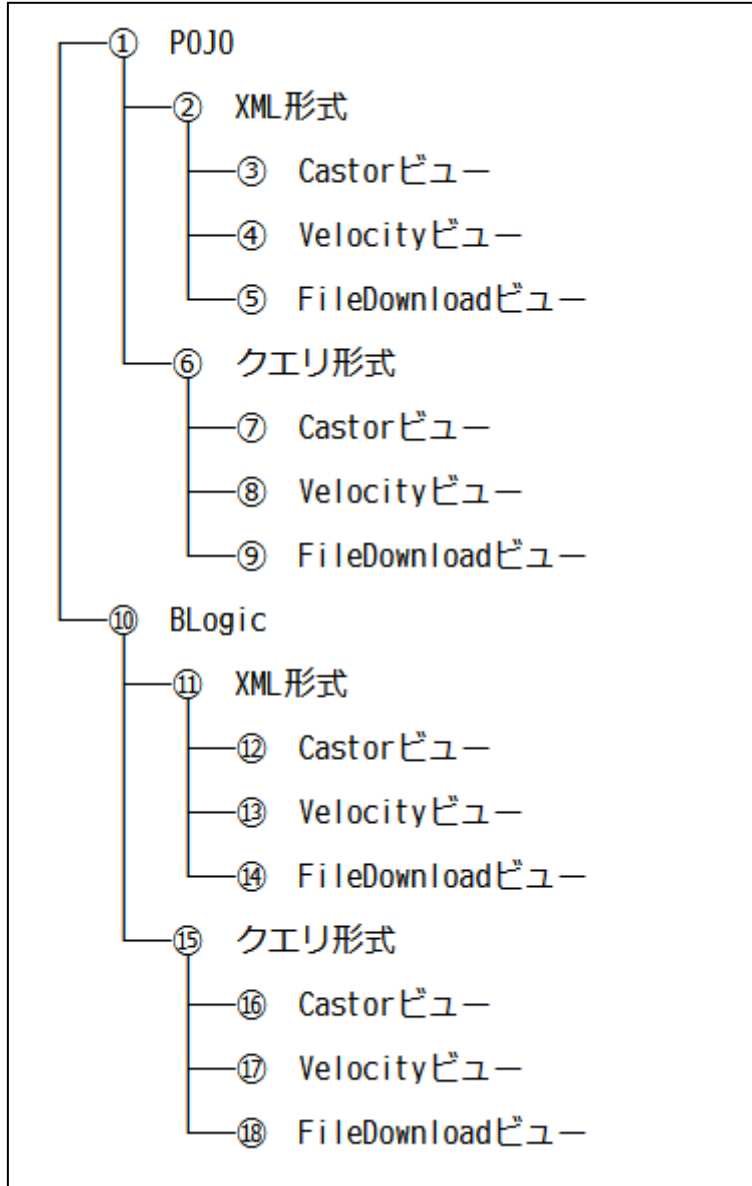 ① POJO
② XML形式
③ Castorビュー
④ Velocityビュー
⑤ FileDownloadビュー
⑥ クエリ形式
⑦ Castorビュー
⑧ Velocityビュー
⑨ FileDownloadビュー
⑩ BLogic
⑪ XML形式
⑫ Castorビュー
⑬ Velocityビュー
⑭ FileDownloadビュー
⑮ クエリ形式
⑯ Castorビュー
⑰ Velocityビュー
⑱ FileDownloadビュー